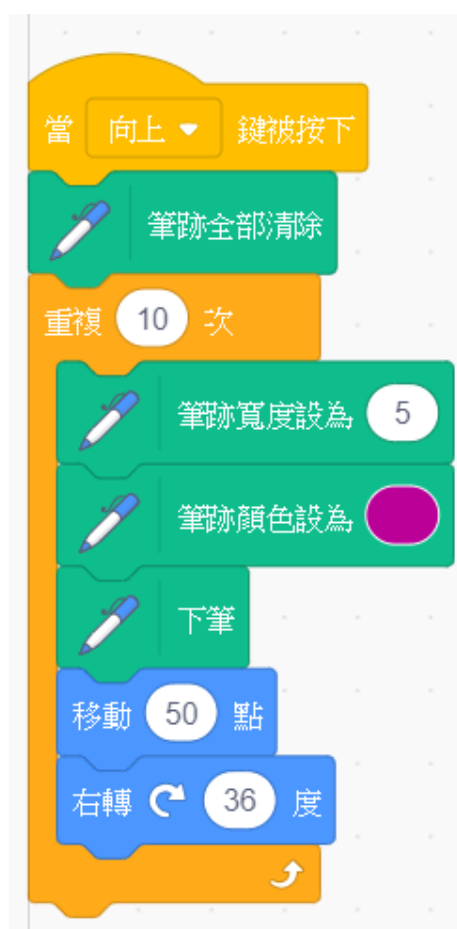 當 向上 鍵被按下
筆跡全部清除
重複 10 次
筆跡寬度設為 5
筆跡顏色設為
下筆
移動 50 點
右轉 36 度